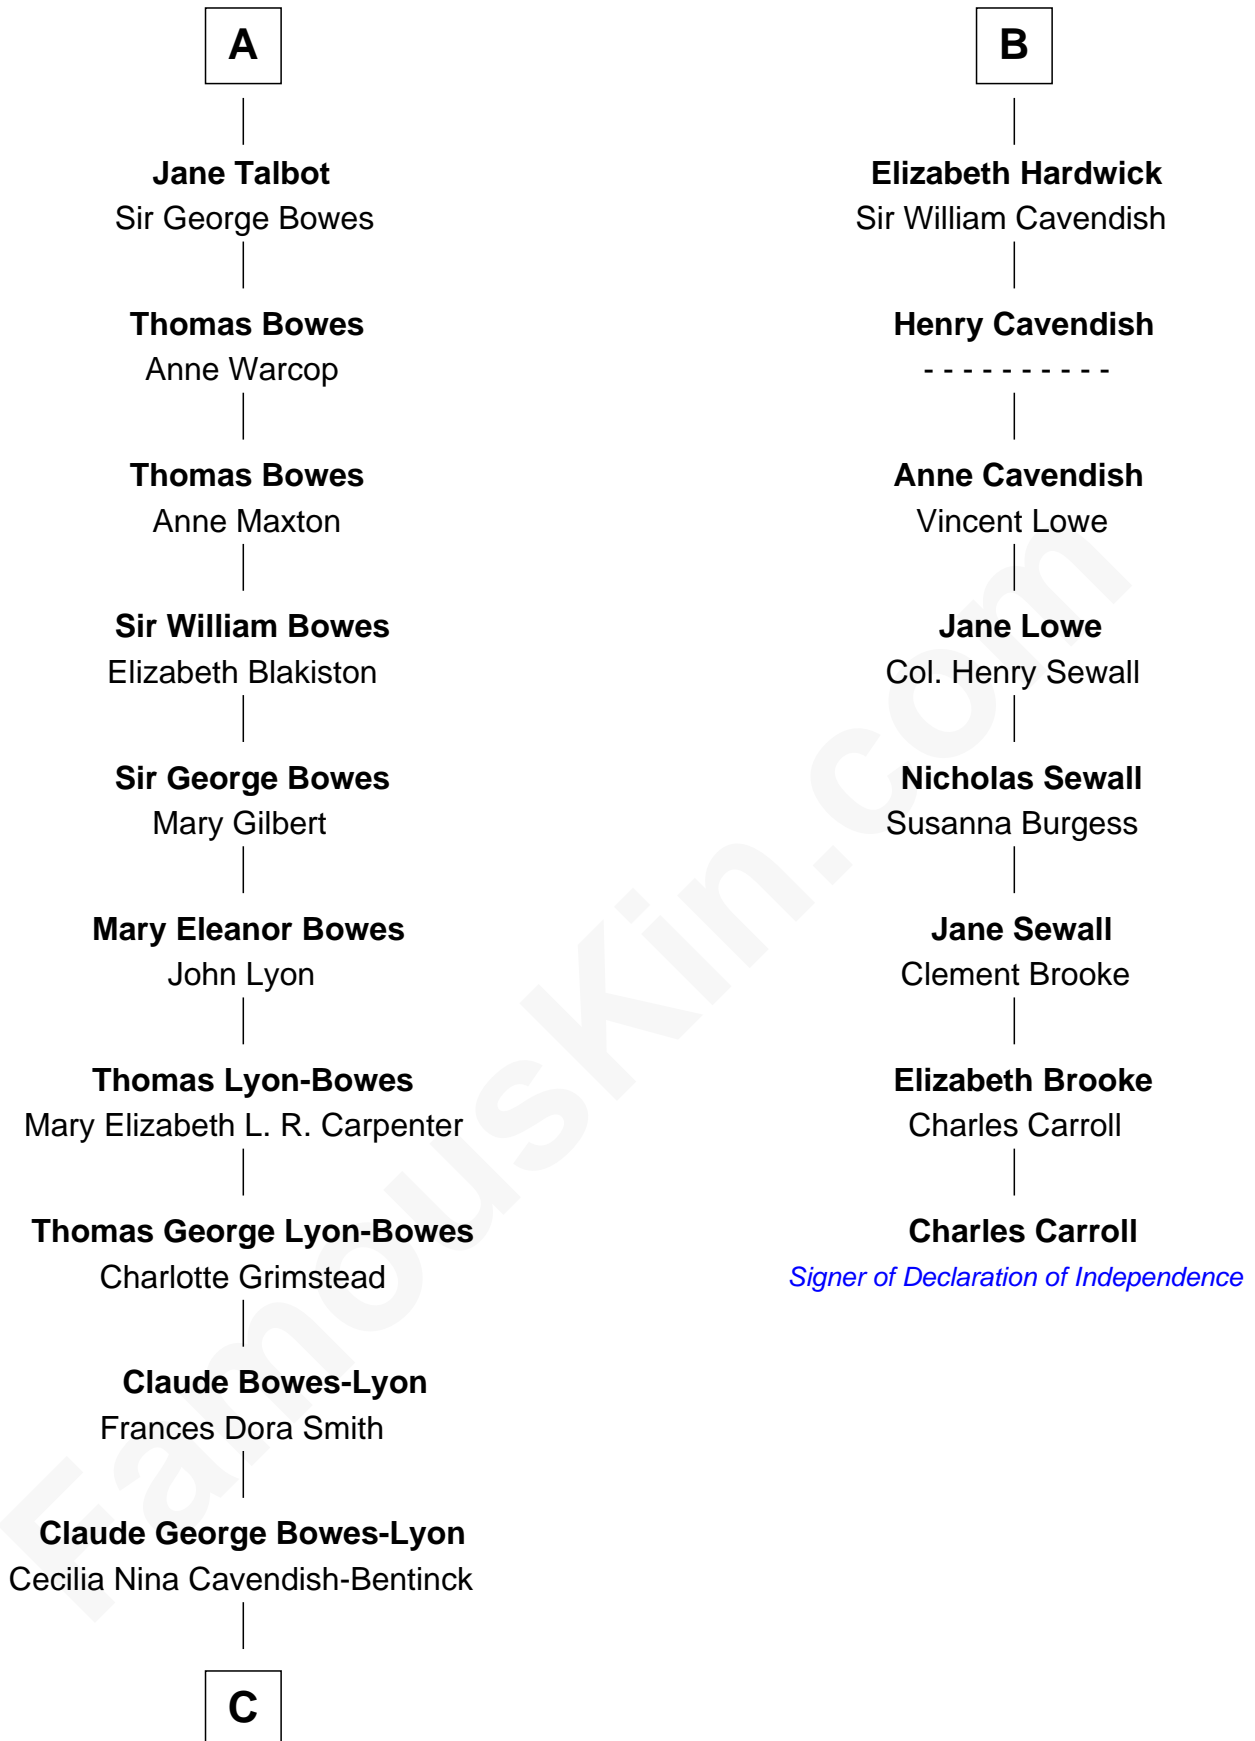 A
Jane Talbot
Sir George Bowes
Thomas Bowes
Anne Warcop
Thomas Bowes
Anne Maxton
Sir William Bowes
Elizabeth Blakiston
Sir George Bowes
Mary Gilbert
Mary Eleanor Bowes
John Lyon
Thomas Lyon-Bowes
Mary Elizabeth L. R. Carpenter
Thomas George Lyon-Bowes
Charlotte Grimstead
Claude Bowes-Lyon
Frances Dora Smith
Claude George Bowes-Lyon
Cecilia Nina Cavendish-Bentinck
C
B
Elizabeth Hardwick
Sir William Cavendish
Henry Cavendish
- - - - - - - - - -
Anne Cavendish
Vincent Lowe
Jane Lowe
Col. Henry Sewall
Nicholas Sewall
Susanna Burgess
Jane Sewall
Clement Brooke
Elizabeth Brooke
Charles Carroll
Charles Carroll
Signer of Declaration of Independence
FamousKin.com